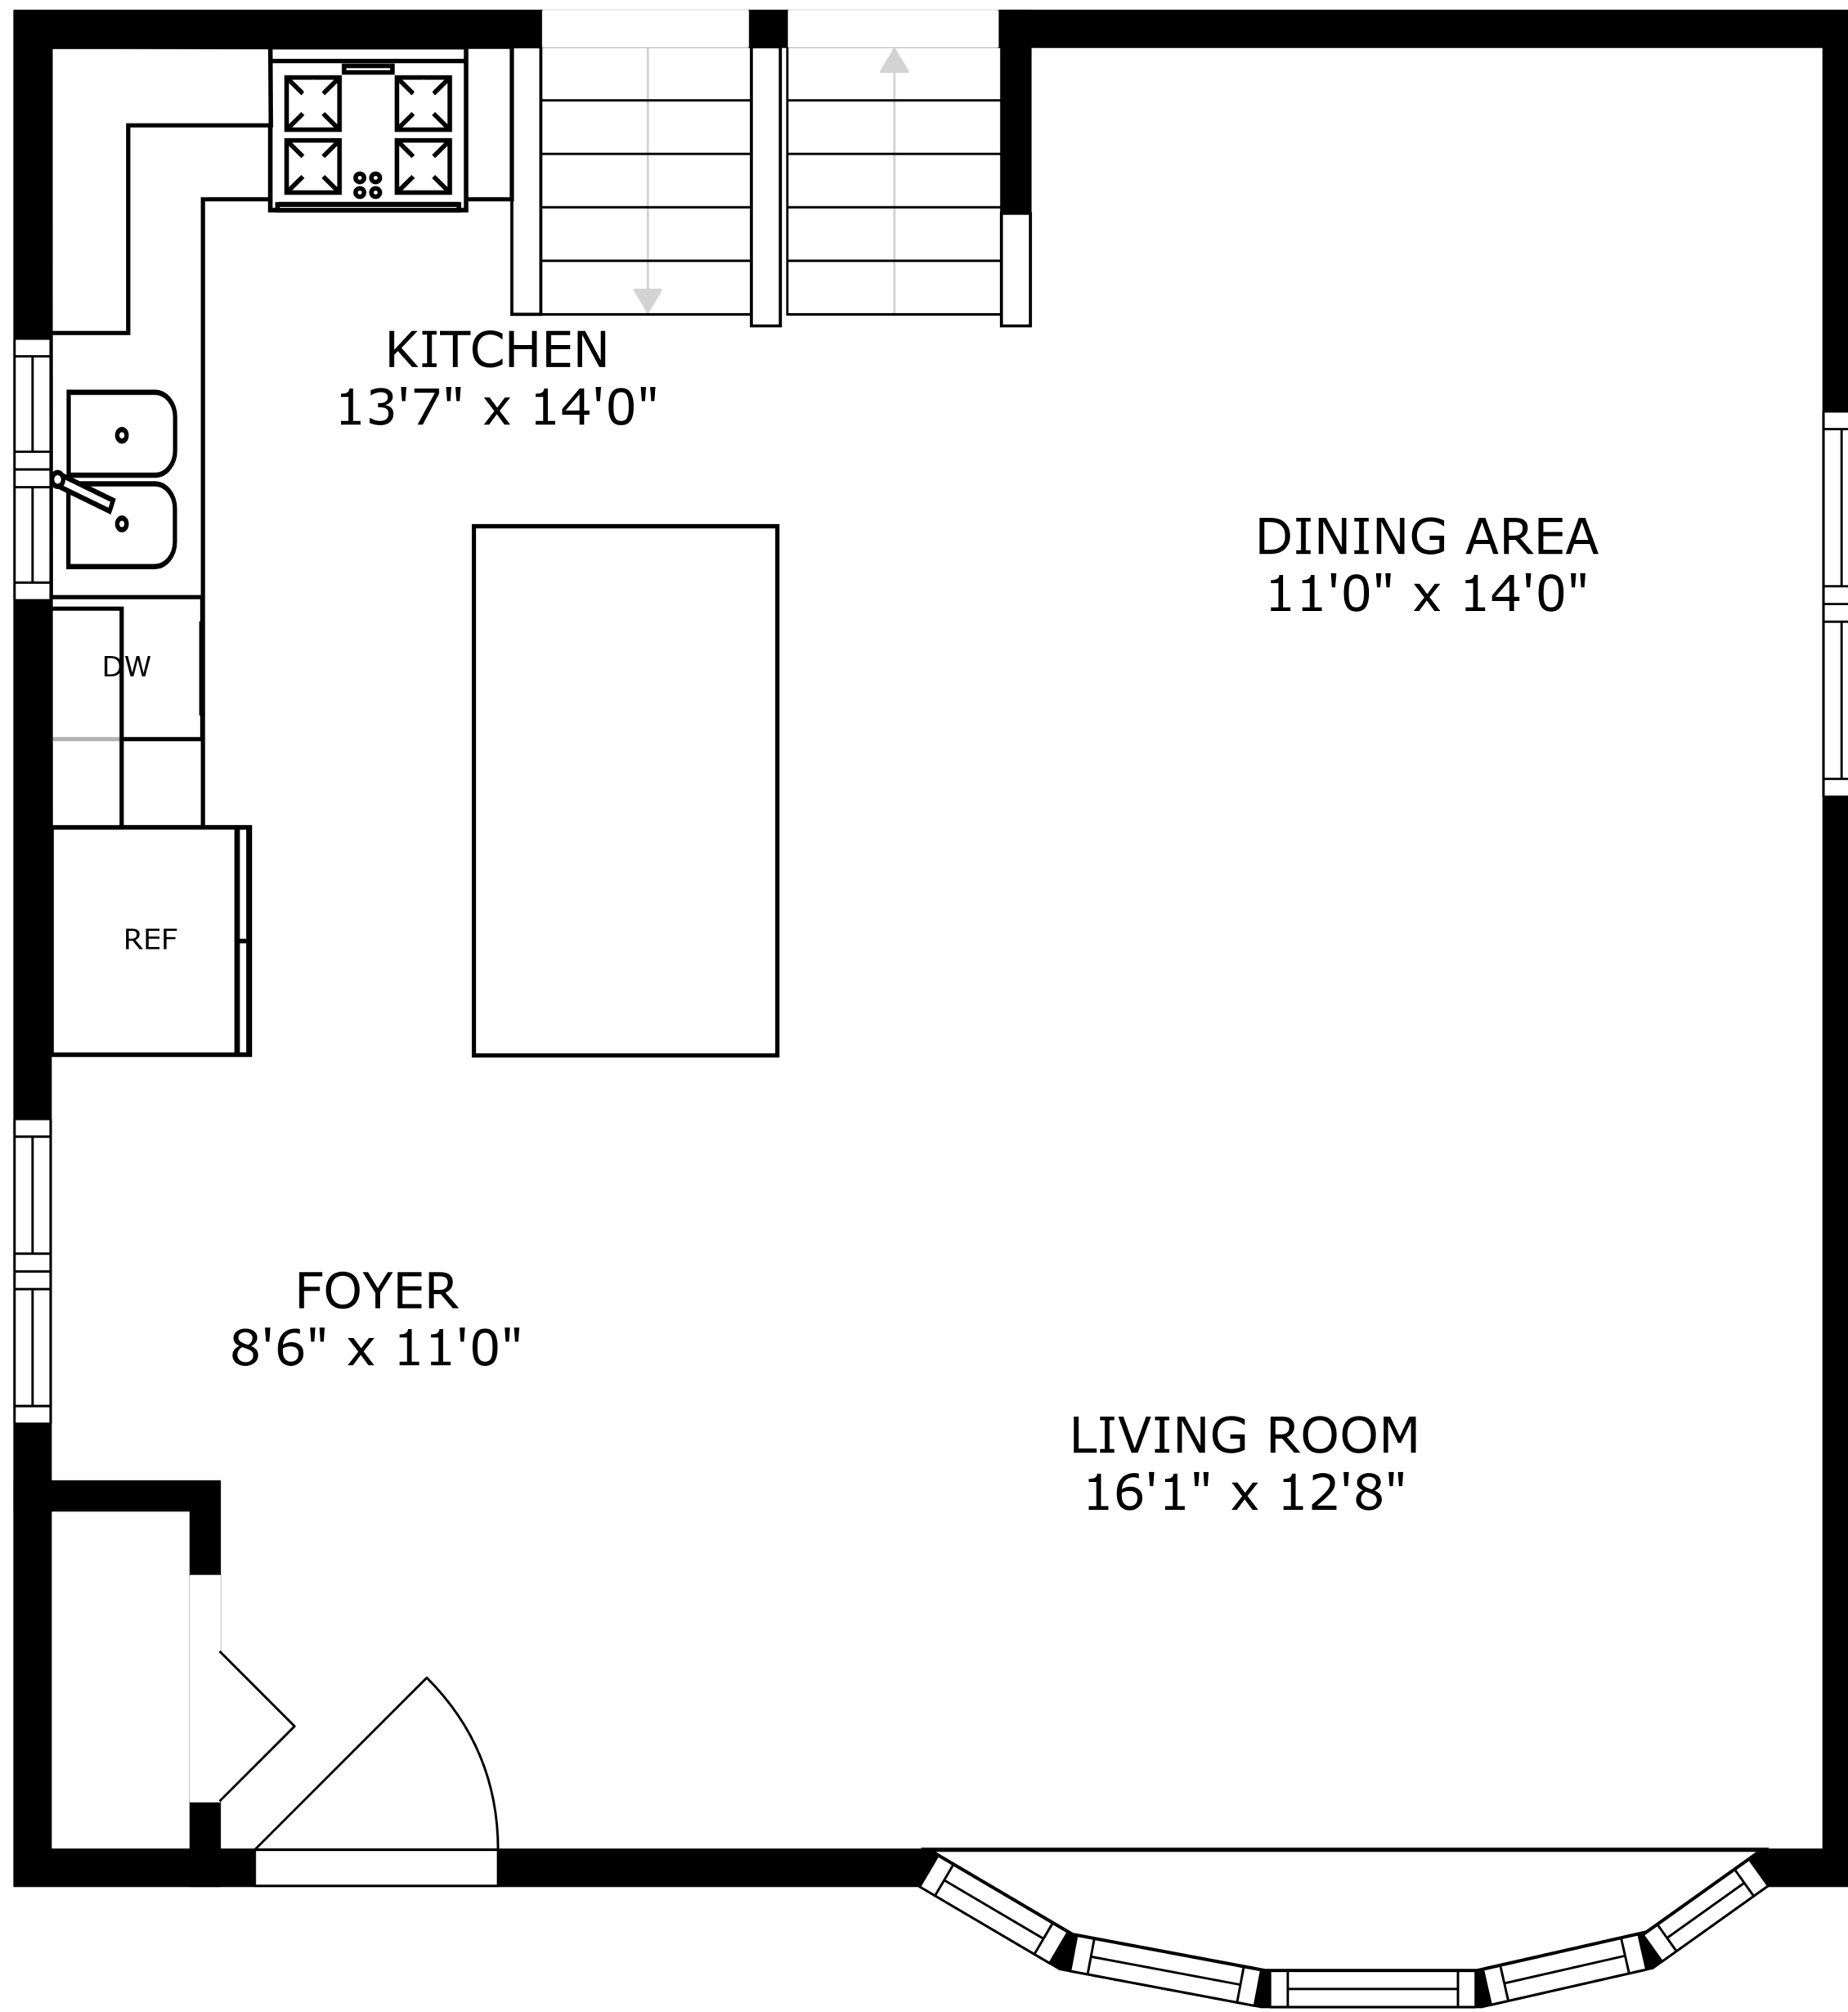 KITCHEN
13'7" x 14'0"
DINING AREA
11'0" x 14'0"
DW
REF
FOYER
8'6" x 11'0"
LIVING ROOM
16'1" x 12'8"